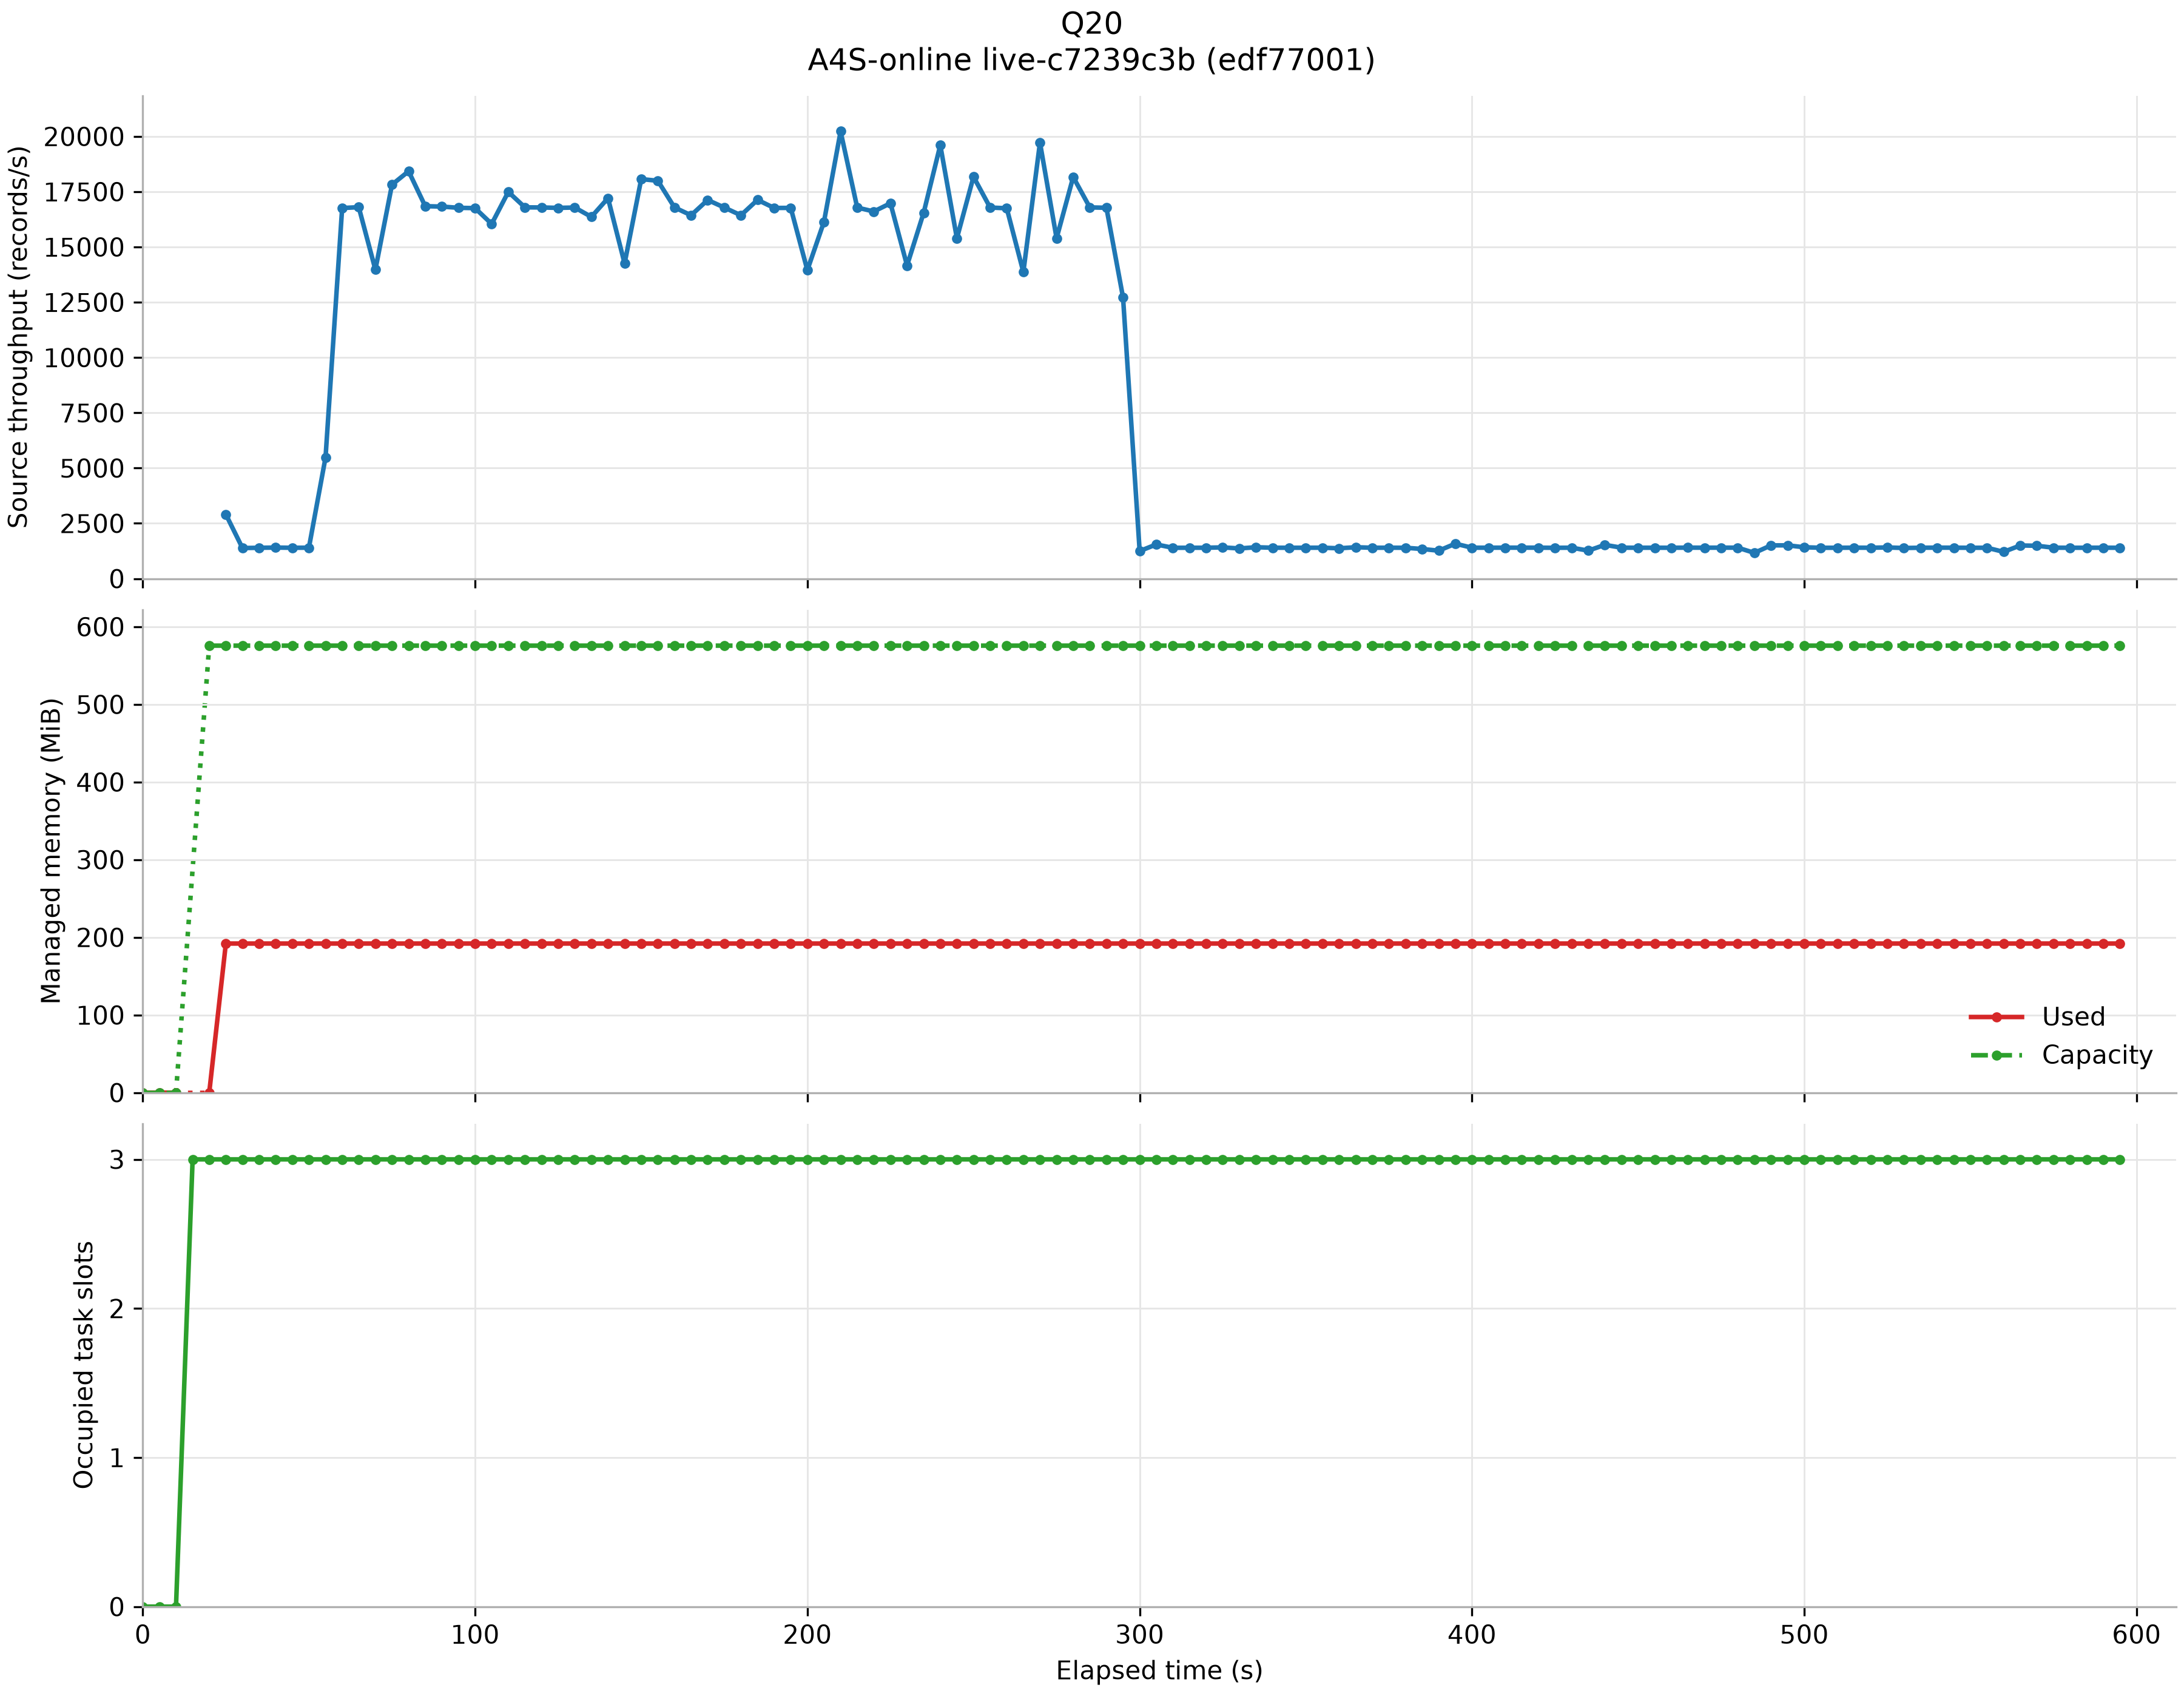 Q20
A4S-online live-c7239c3b (edf77001)
Source throughput (records/s)
20000
17500
15000
12500
10000
7500
5000
2500
0
Managed memory (MiB)
600
500
400
300
200
100
0
Used
Capacity
Occupied task slots
3
2
1
0
0 100 200 300 400 500 600
Elapsed time (s)